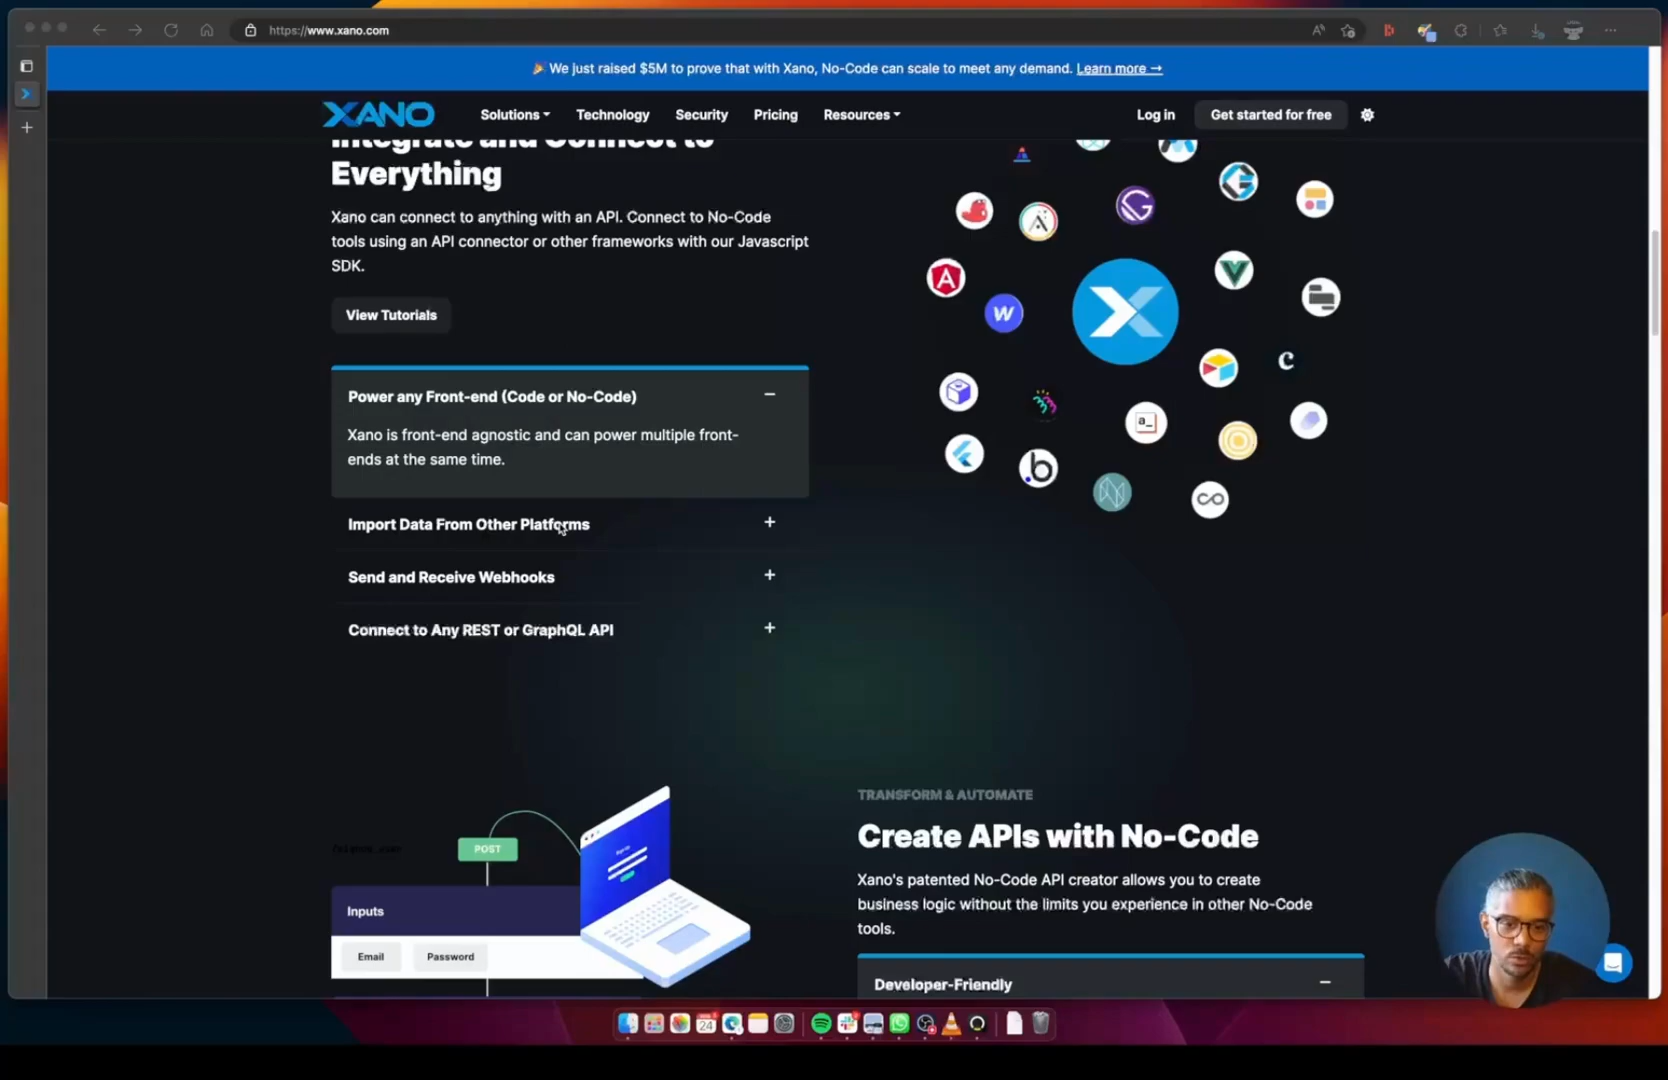 https://www.xano.com
🎉 We just raised $5M to prove that with Xano, No-Code can scale to meet any demand. Learn more →
XANO
Solutions
Technology
Security
Pricing
Resources
Log in
Get started for free
Integrate and Connect to
Everything
Xano can connect to anything with an API. Connect to No-Code
tools using an API connector or other frameworks with our Javascript
SDK.
View Tutorials
Power any Front-end (Code or No-Code)
Xano is front-end agnostic and can power multiple front-
ends at the same time.
Import Data From Other Platforms
Send and Receive Webhooks
Connect to Any REST or GraphQL API
POST
Inputs
Email
Password
TRANSFORM & AUTOMATE
Create APIs with No-Code
Xano's patented No-Code API creator allows you to create
business logic without the limits you experience in other No-Code
tools.
Developer-Friendly
24